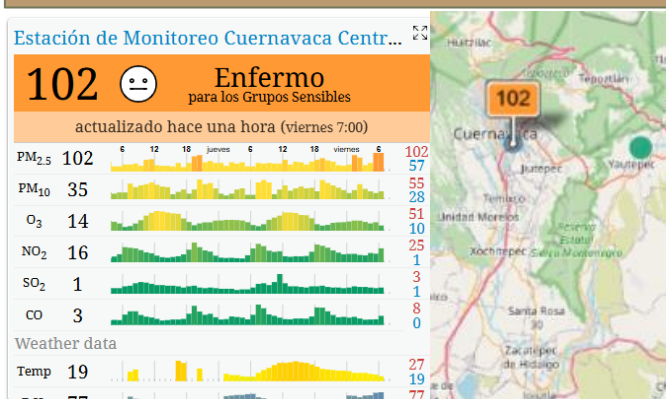 Estación de Monitoreo Cuernavaca Centr...
102 Enfermo
para los Grupos Sensibles
actualizado hace una hora (viernes 7:00)
6 12 18 jueves 6 12 18 viernes 6
PM2.5 102 102 57
PM10 35 55 28
O3 14 51 10
NO2 16 25 1
SO2 1 3 1
CO 3 8 0
Weather data
Temp 19 27 19
77 77
Huitzilac
Tepoztlán
102
Cuernavaca
Yautepec
Jiutepec
Temixco
Unidad Morelos
Reserva
Estatal
Xochitepec Sierra Montenegro
Santa Rosa
30
Zacatepec
de Hidalgo